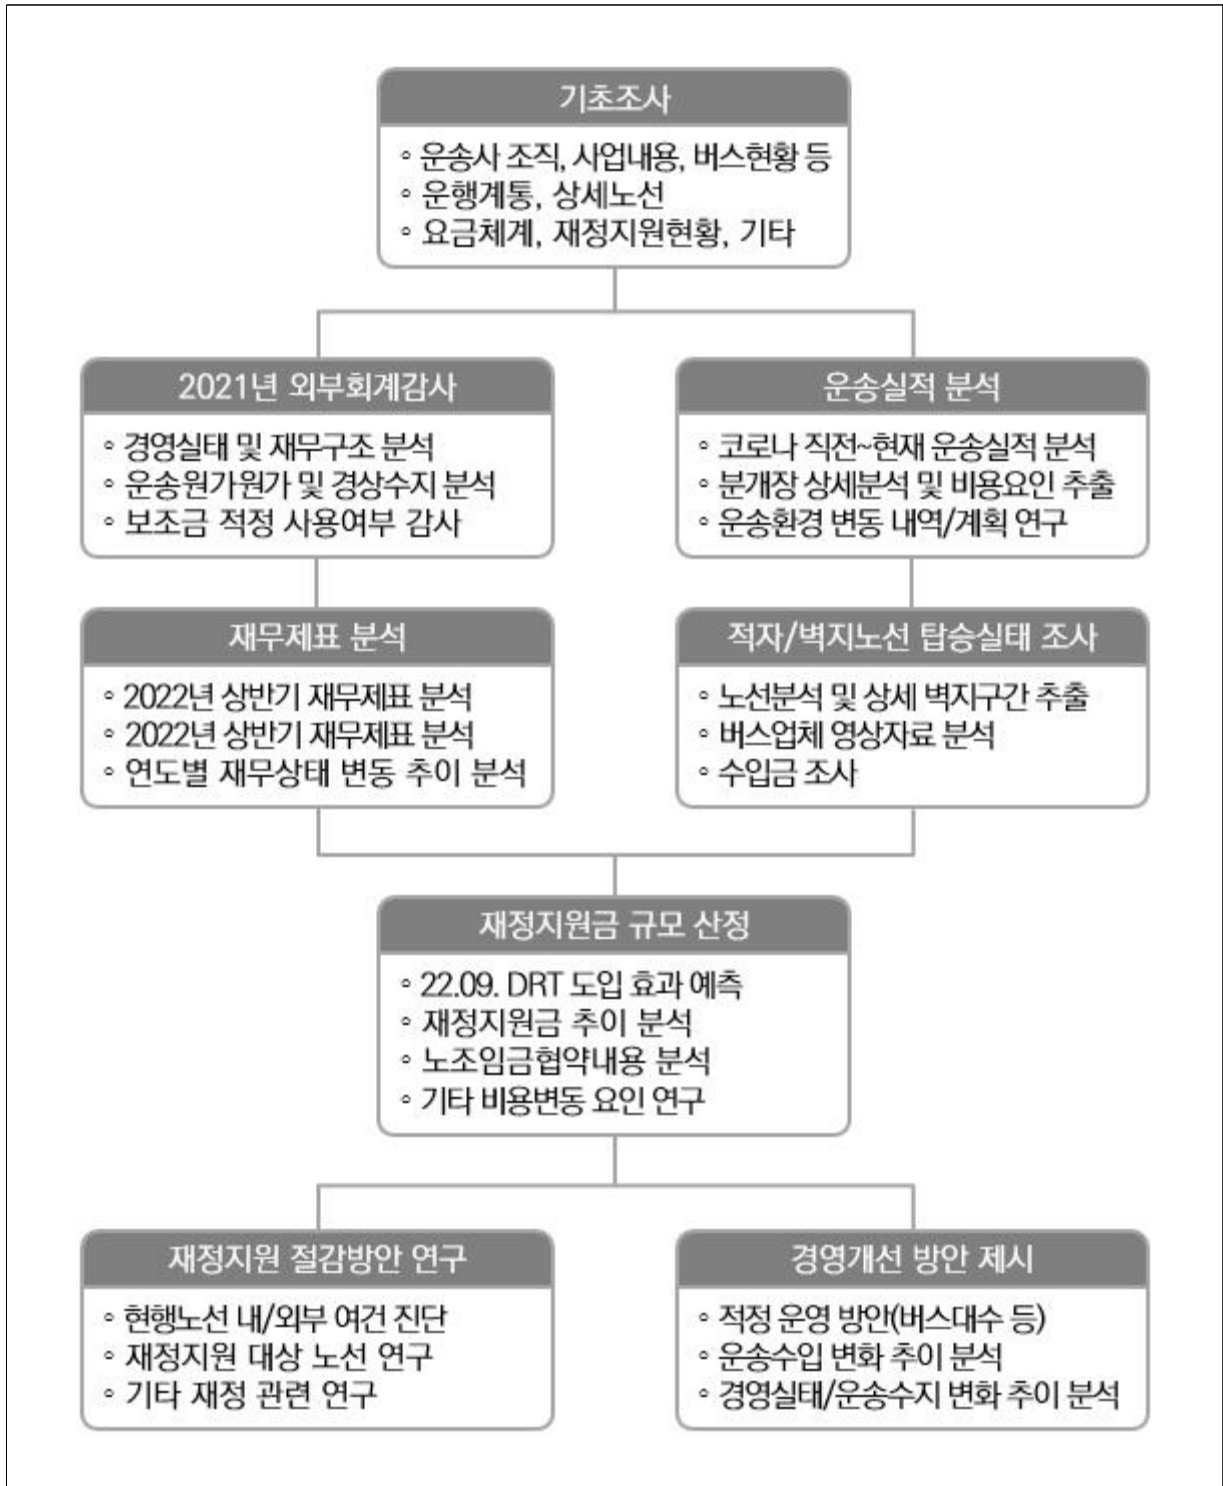 기초조사
◦ 운송사 조직, 사업내용, 버스현황 등
◦ 운행계통, 상세노선
◦ 요금체계, 재정지원현황, 기타
2021년 외부회계감사
◦ 경영실태 및 재무구조 분석
◦ 운송원가원가 및 경상수지 분석
◦ 보조금 적정 사용여부 감사
운송실적 분석
◦ 코로나 직전~현재 운송실적 분석
◦ 분개장 상세분석 및 비용요인 추출
◦ 운송환경 변동 내역/계획 연구
재무제표 분석
◦ 2022년 상반기 재무제표 분석
◦ 2022년 상반기 재무제표 분석
◦ 연도별 재무상태 변동 추이 분석
적자/벽지노선 탑승실태 조사
◦ 노선분석 및 상세 벽지구간 추출
◦ 버스업체 영상자료 분석
◦ 수입금 조사
재정지원금 규모 산정
◦ 22.09. DRT 도입 효과 예측
◦ 재정지원금 추이 분석
◦ 노조임금협약내용 분석
◦ 기타 비용변동 요인 연구
재정지원 절감방안 연구
◦ 현행노선 내/외부 여건 진단
◦ 재정지원 대상 노선 연구
◦ 기타 재정 관련 연구
경영개선 방안 제시
◦ 적정 운영 방안(버스대수 등)
◦ 운송수입 변화 추이 분석
◦ 경영실태/운송수지 변화 추이 분석